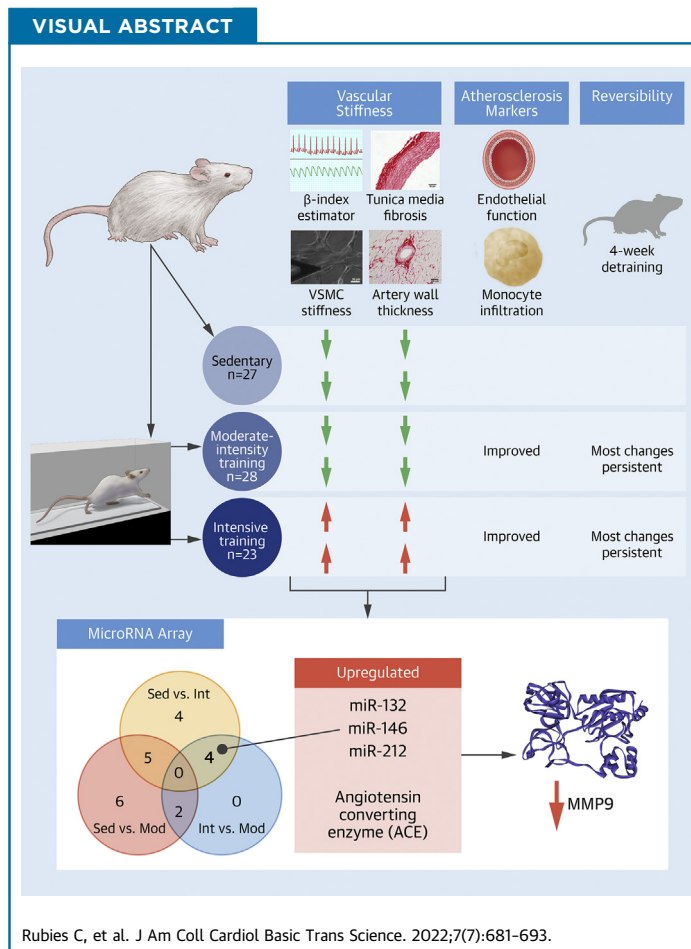 VISUAL ABSTRACT
Vascular
Stiffness
Atherosclerosis
Markers
Reversibility
β-index
estimator
Tunica media
fibrosis
Endothelial
function
VSMC
stiffness
Artery wall
thickness
Monocyte
infiltration
4-week
detraining
Sedentary
n=27
Moderate-
intensity
training
n=28
Improved
Most changes
persistent
Intensive
training
n=23
Improved
Most changes
persistent
MicroRNA Array
Sed vs. Int
4
5
0
4
6
2
0
Sed vs. Mod
Int vs. Mod
Upregulated
miR-132
miR-146
miR-212
Angiotensin
converting
enzyme (ACE)
MMP9
Rubies C, et al. J Am Coll Cardiol Basic Trans Science. 2022;7(7):681-693.